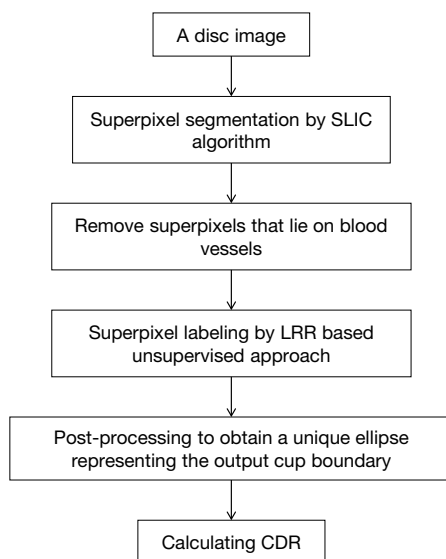 A disc image
Superpixel segmentation by SLIC
algorithm
Remove superpixels that lie on blood
vessels
Superpixel labeling by LRR based
unsupervised approach
Post-processing to obtain a unique ellipse
representing the output cup boundary
Calculating CDR